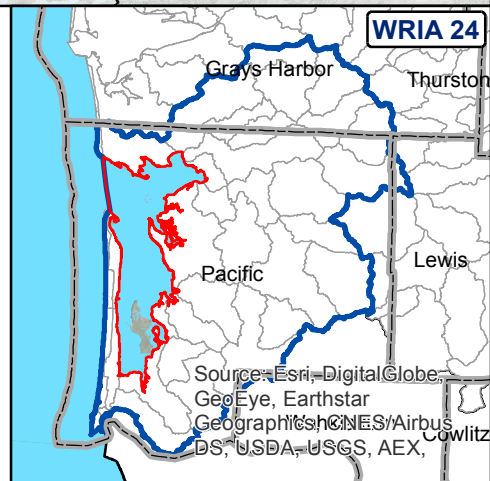 WRIA 24
Grays Harbor
Thurston
Pacific
Lewis
Source: Esri, DigitalGlobe,
GeoEye, Earthstar
Geographics, CNES/Airbus
DS, USDA, USGS, AEX,
Cowlitz